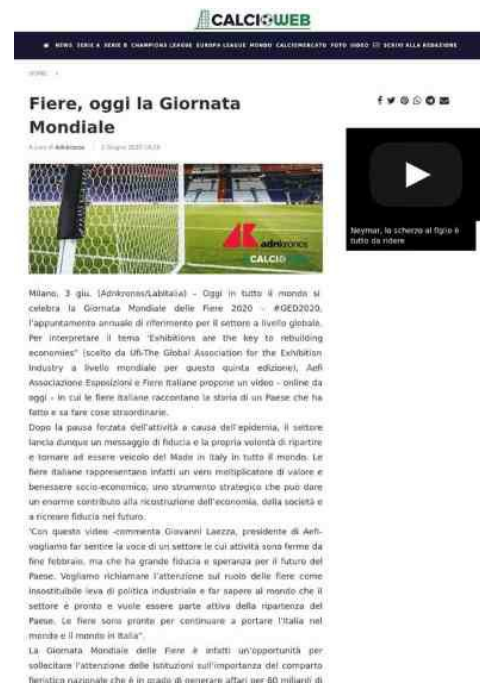 CALCIOWEB
NEWS SERIE A SERIE B CHAMPIONS LEAGUE EUROPA LEAGUE MONDO CALCIOMERCATO FOTO VIDEO SCRIVI ALLA REDAZIONE
HOME
Fiere, oggi la Giornata
Mondiale
A cura di Adnkronos
adnkronos
CALCIO
Neymar, lo scherzo al figlio è
tutto da ridere
Milano, 3 giu. (Adnkronos/Labitalia) - Oggi in tutto il mondo si
celebra la Giornata Mondiale delle Fiere 2020 - #GED2020,
l'appuntamento annuale di riferimento per il settore a livello globale.
Per interpretare il tema 'Exhibitions are the key to rebuilding
economies" (scelto da Ufi-The Global Association for the Exhibition
Industry a livello mondiale per questo quinta edizione), Aefi
Associazione Esposizioni e Fiere Italiane propone un video - online da
oggi - in cui le fiere italiane raccontano la storia di un Paese che ha
fatto e sa fare cose straordinarie.
Dopo la pausa forzata dell'attività a causa dell'epidemia, il settore
lancia dunque un messaggio di fiducia e la propria volontà di ripartire
e tornare ad essere veicolo del Made in Italy in tutto il mondo. Le
fiere italiane rappresentano infatti un vero moltiplicatore di valore e
benessere socio-economico, uno strumento strategico che può dare
un enorme contributo alla ricostruzione dell'economia, della società e
a ricreare fiducia nel futuro.
"Con questo video -commenta Giovanni Laezza, presidente di Aefi-
vogliamo far sentire la voce di un settore le cui attività sono ferme da
fine febbraio, ma che ha grande fiducia e speranza per il futuro del
Paese. Vogliamo richiamare l'attenzione sul ruolo delle fiere come
insostituibile leva di politica industriale e far sapere al mondo che il
settore è pronto e vuole essere parte attiva della ripartenza del
Paese. Le fiere sono pronte per continuare a portare l'Italia nel
mondo e il mondo in Italia".
La Giornata Mondiale delle Fiere è infatti un'opportunità per
sollecitare l'attenzione delle Istituzioni sull'importanza del comparto
fieristico nazionale che è in grado di generare affari per 60 miliardi di